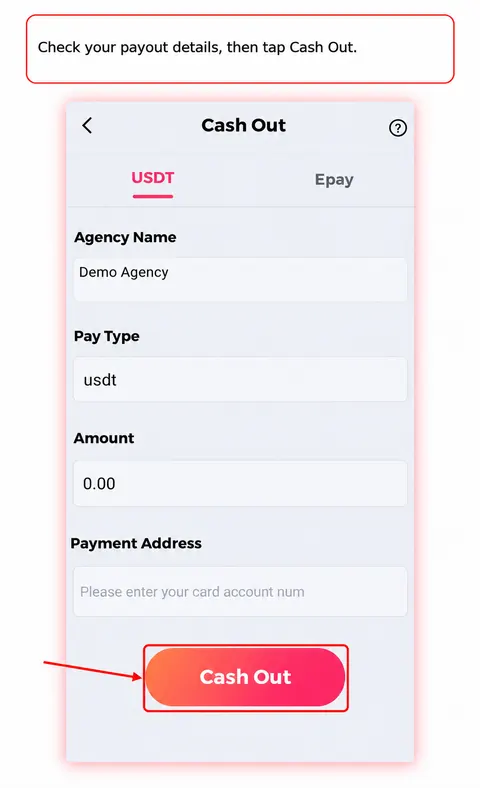 Check your payout details, then tap Cash Out.
Cash Out
?
USDT
Epay
Agency Name
Demo Agency
Pay Type
usdt
Amount
0.00
Payment Address
Please enter your card account num
Cash Out